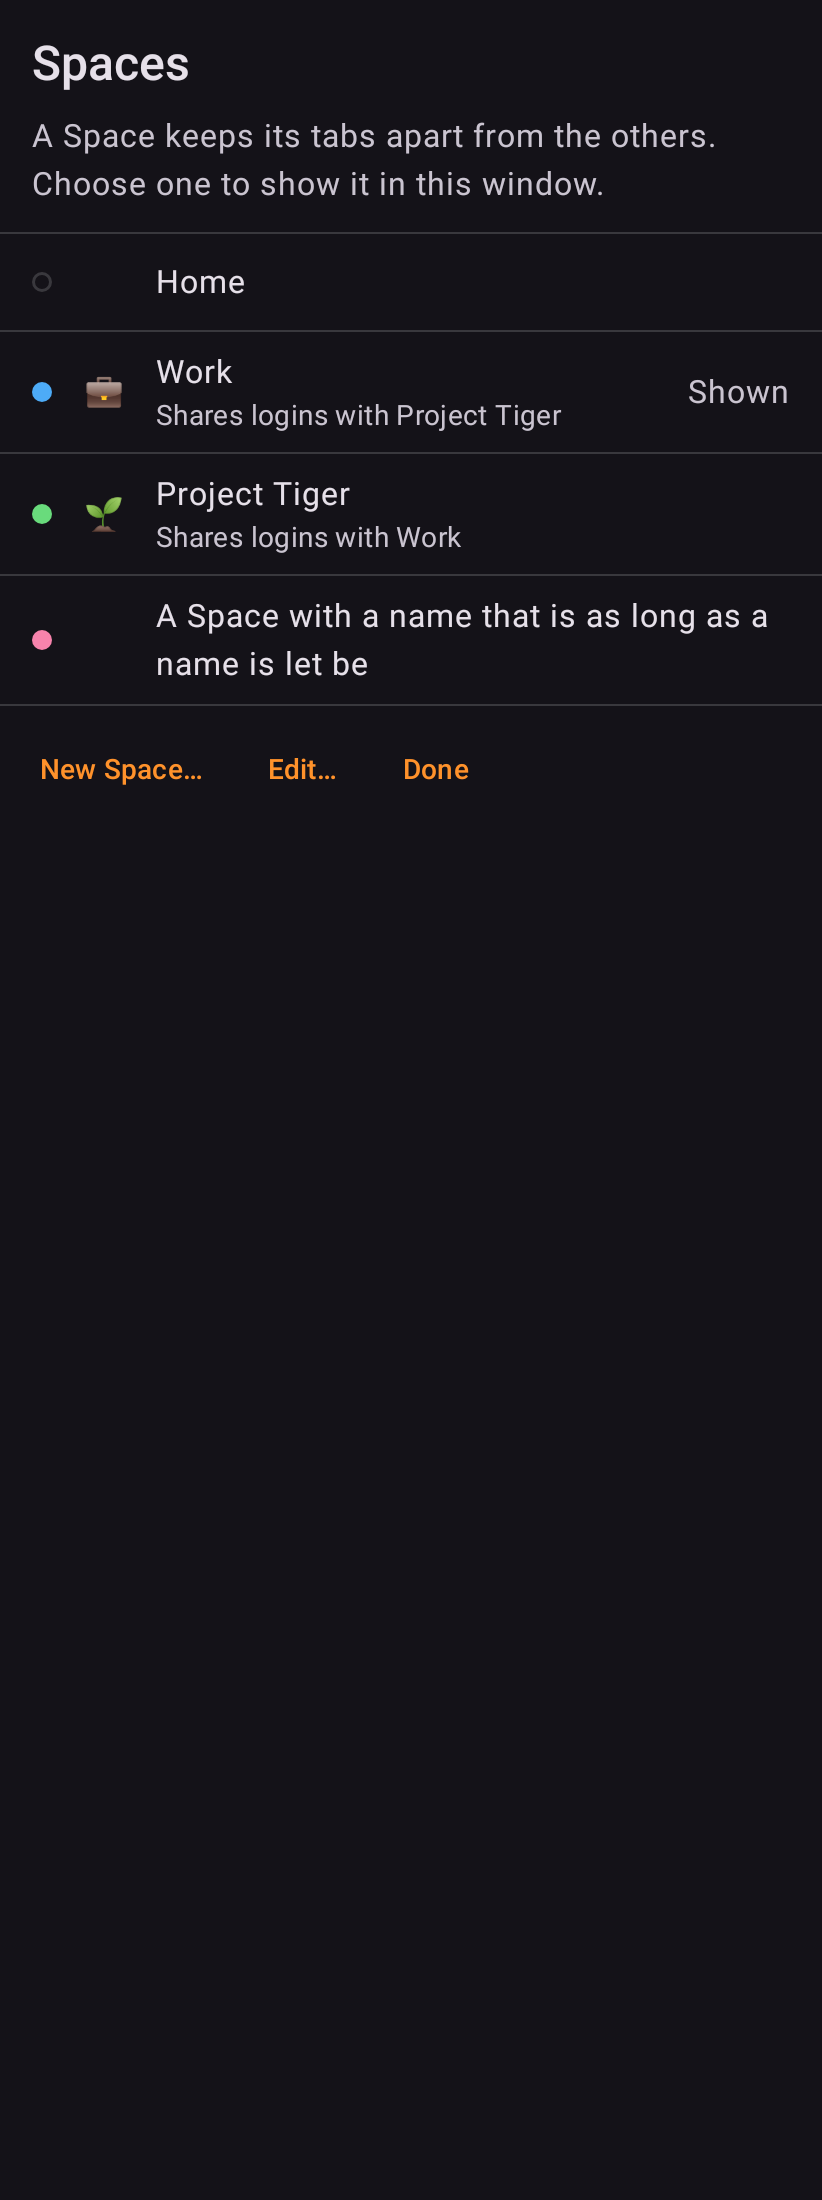 Spaces
A Space keeps its tabs apart from the others.
Choose one to show it in this window.
Home
Work
Shares logins with Project Tiger
Shown
Project Tiger
Shares logins with Work
A Space with a name that is as long as a
name is let be
New Space…
Edit…
Done